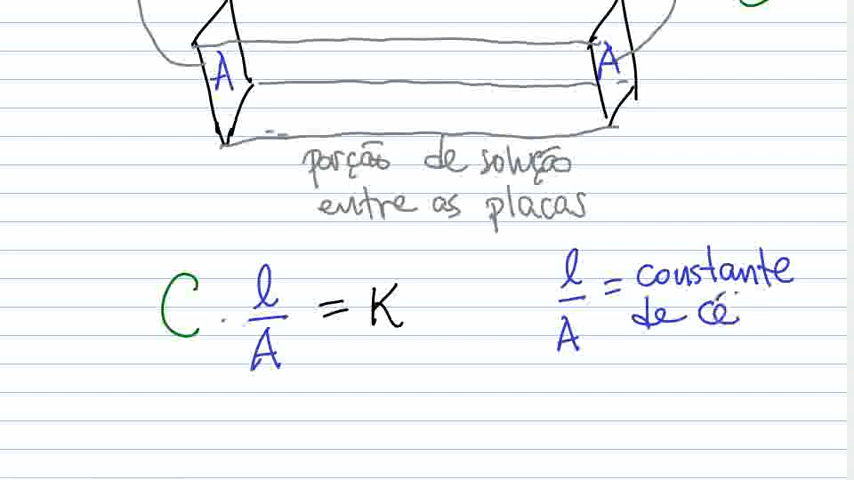 A A
porção de solução
entre as placas
C · l/A = K
l/A = constante
de cé